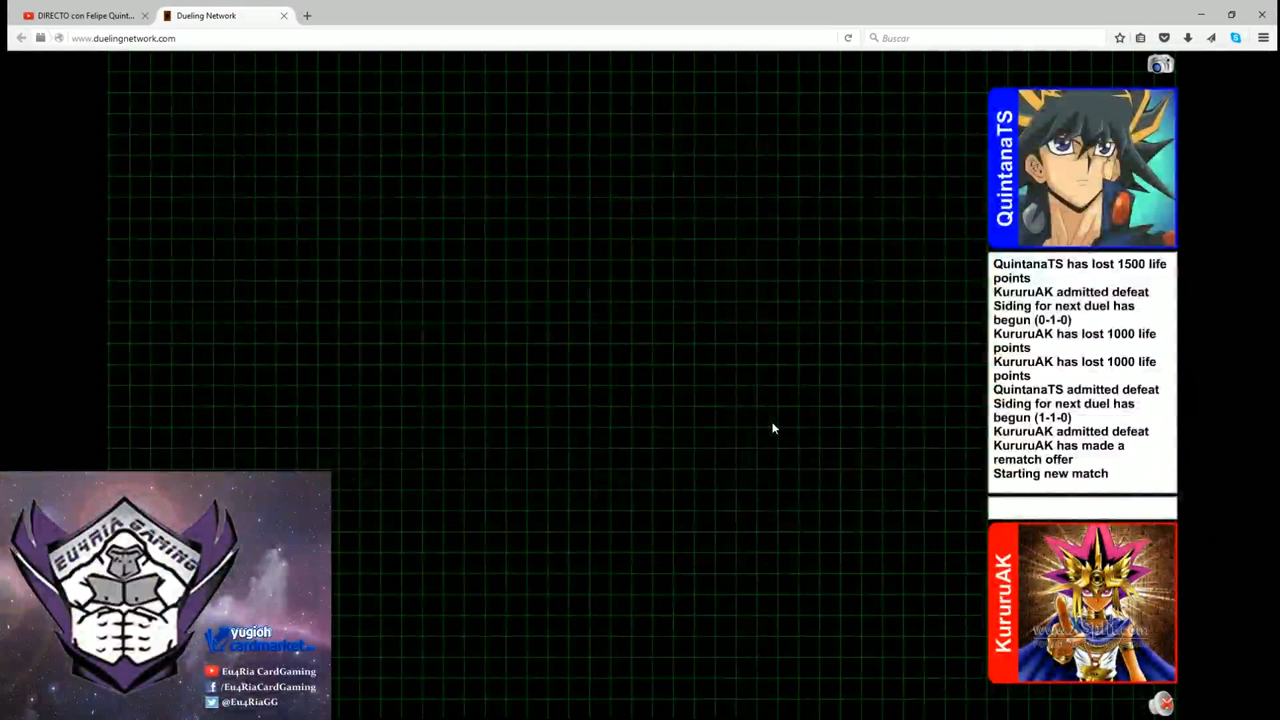 DIRECTO con Felipe Quint...
Dueling Network
www.duelingnetwork.com
Buscar
QuintanaTS
QuintanaTS has lost 1500 life
points
KururuAK admitted defeat
Siding for next duel has
begun (0-1-0)
KururuAK has lost 1000 life
points
KururuAK has lost 1000 life
points
QuintanaTS admitted defeat
Siding for next duel has
begun (1-1-0)
KururuAK admitted defeat
KururuAK has made a
rematch offer
Starting new match
KururuAK
EU4RIA GAMING
yugioh
cardmarket
Eu4Ria CardGaming
/Eu4RiaCardGaming
@Eu4RiaGG